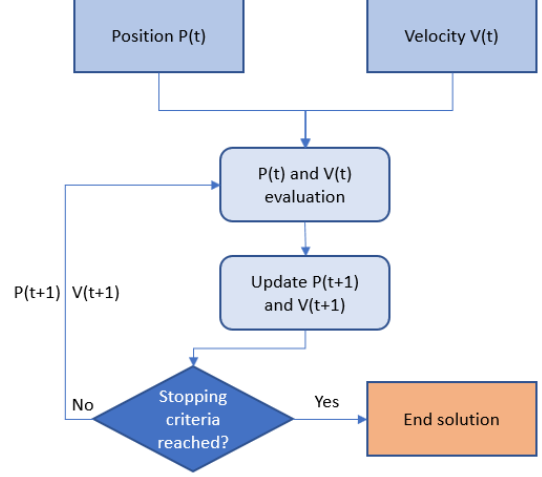 Position P(t)
Velocity V(t)
P(t) and V(t)
evaluation
Update P(t+1)
and V(t+1)
P(t+1)
V(t+1)
No
Stopping
criteria
reached?
Yes
End solution